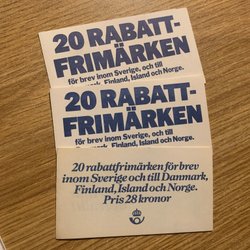 20 RABATT-
FRIMÄRKEN
för brev inom Sverige, och till
mark, Finland, Island och Norge.
20 RABATT-
FRIMÄRKEN
för brev inom Sverige, och till
mark, Finland, Island och Norge.
20 rabattfrimärken för brev
inom Sverige och till Danmark,
Finland, Island och Norge.
Pris 28 kronor